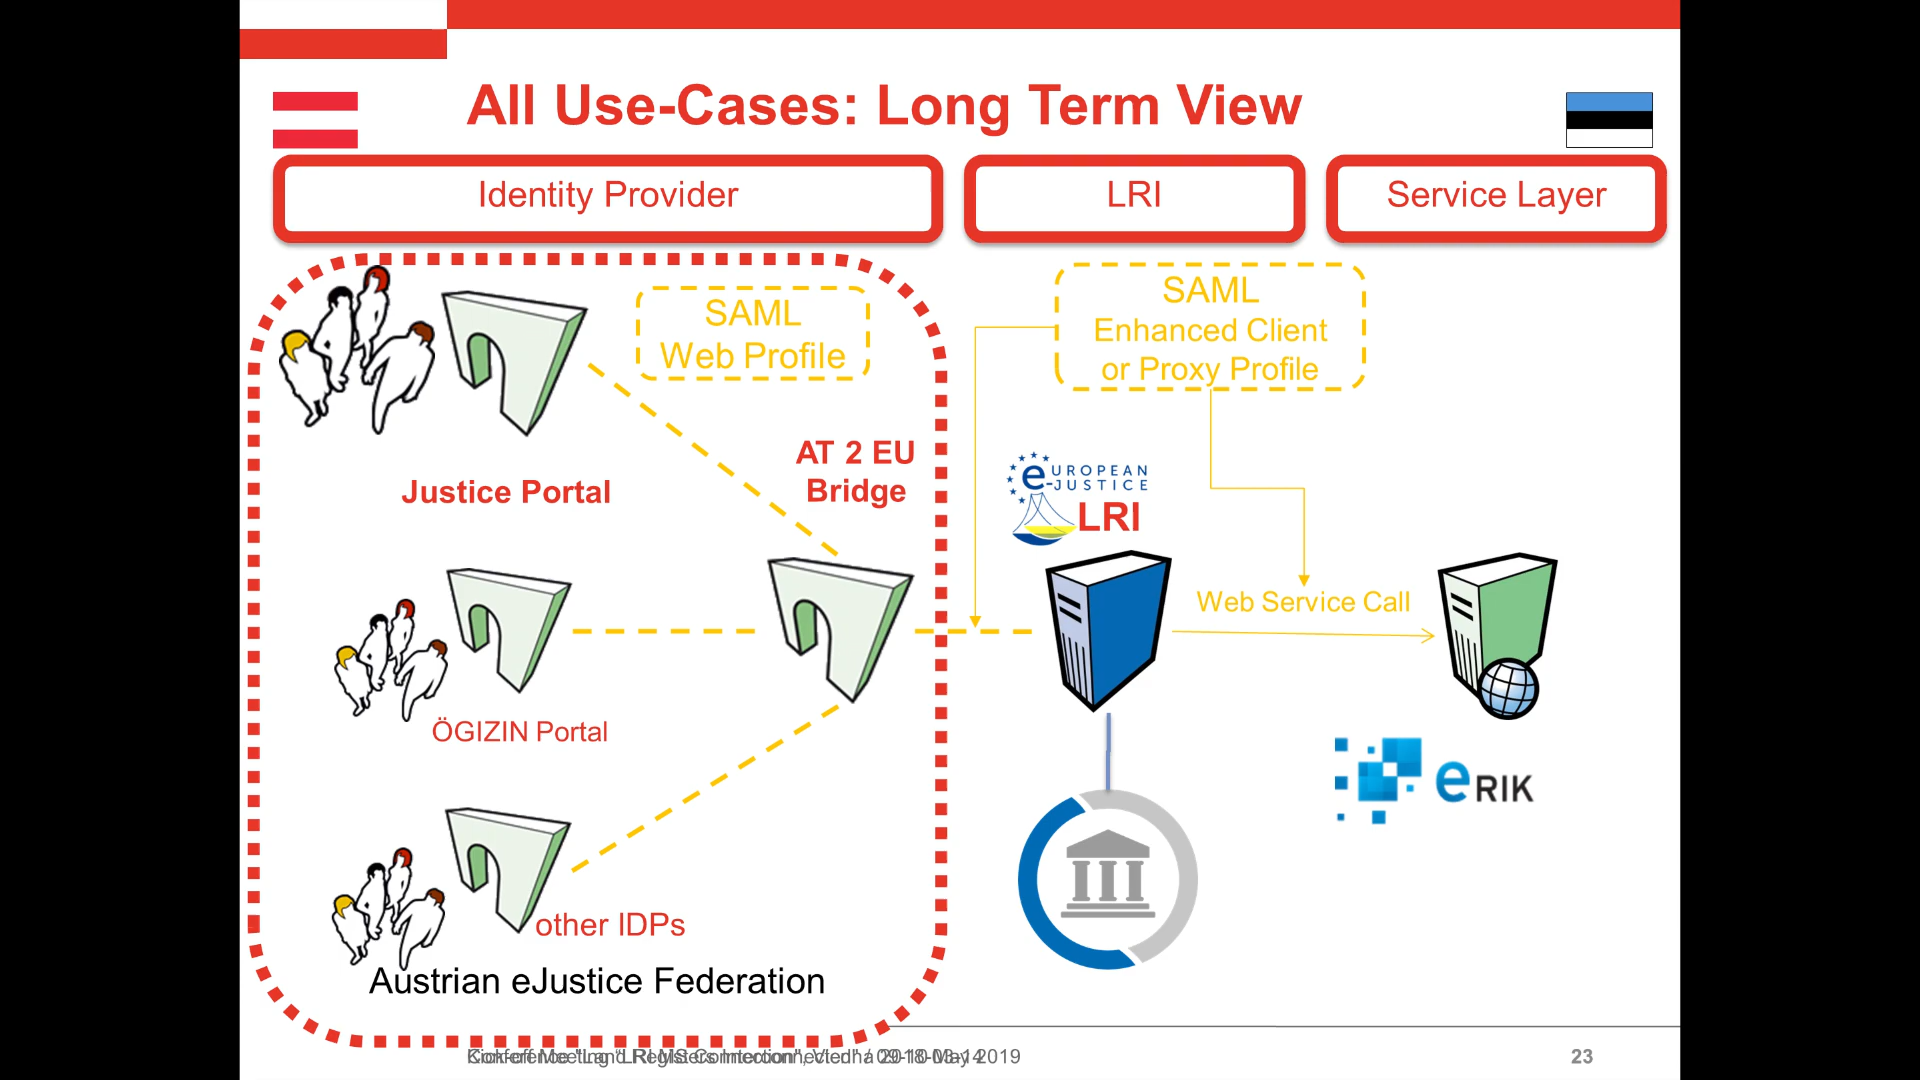 All Use-Cases: Long Term View
Identity Provider
LRI
Service Layer
SAML
Web Profile
SAML
Enhanced Client
or Proxy Profile
AT 2 EU
Bridge
Justice Portal
EUROPEAN
e-JUSTICE
LRI
Web Service Call
ÖGIZIN Portal
eRIK
other IDPs
Austrian eJustice Federation
2019
23